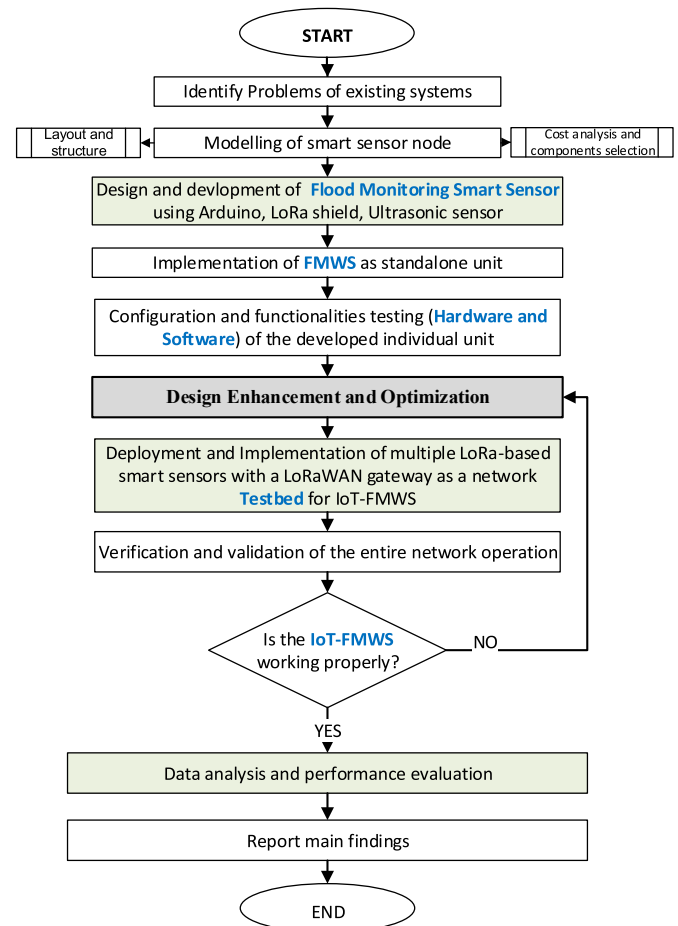 START
Identify Problems of existing systems
Layout and
structure
Modelling of smart sensor node
Cost analysis and
components selection
Design and devlopment of Flood Monitoring Smart Sensor
using Arduino, LoRa shield, Ultrasonic sensor
Implementation of FMWS as standalone unit
Configuration and functionalities testing (Hardware and
Software) of the developed individual unit
Design Enhancement and Optimization
Deployment and Implementation of multiple LoRa-based
smart sensors with a LoRaWAN gateway as a network
Testbed for IoT-FMWS
Verification and validation of the entire network operation
Is the IoT-FMWS
working properly?
NO
YES
Data analysis and performance evaluation
Report main findings
END